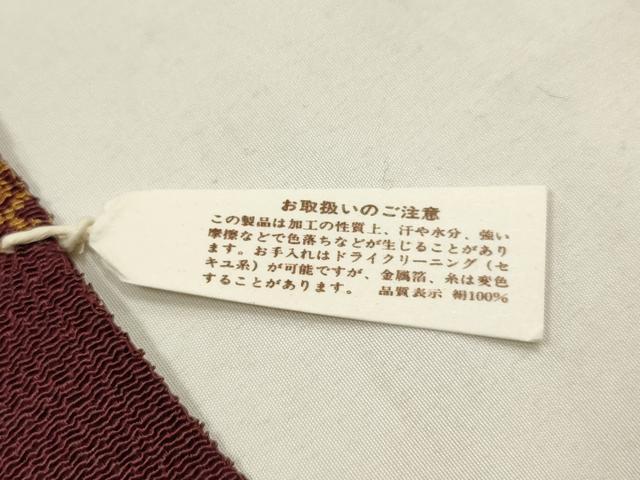 お取扱いのご注意
この製品は加工の性質上、汗や水分、強い
摩擦などで色落ちなどが生じることがあり
ます。お手入れはドライクリーニング（セ
キユ系）が可能ですが、金属箔、糸は変色
することがあります。 品質表示 絹100%